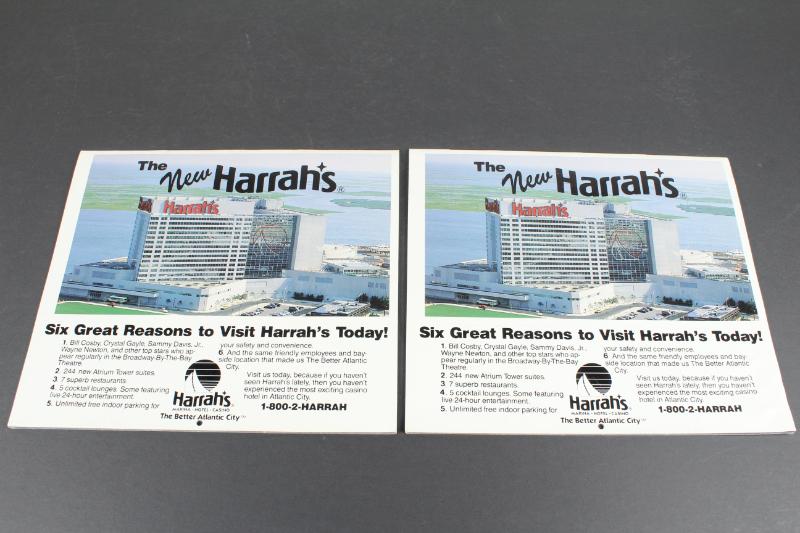 The New Harrah's®
Harrah's
Six Great Reasons to Visit Harrah's Today!
1. Bill Cosby, Crystal Gayle, Sammy Davis, Jr.,
Wayne Newton, and other top stars who ap-
pear regularly in the Broadway-By-The-Bay
Theatre.
2. 244 new Atrium Tower suites.
3. 7 superb restaurants.
4. 5 cocktail lounges. Some featuring
live 24-hour entertainment.
5. Unlimited free indoor parking for
your safety and convenience.
6. And the same friendly employees and bay-
side location that made us The Better Atlantic
City.
Visit us today, because if you haven't
seen Harrah's lately, then you haven't
experienced the most exciting casino
hotel in Atlantic City.
1-800-2-HARRAH
Harrah's
MARINA • HOTEL • CASINO
The Better Atlantic City™
The New Harrah's®
Harrah's
Six Great Reasons to Visit Harrah's Today!
1. Bill Cosby, Crystal Gayle, Sammy Davis, Jr.,
Wayne Newton, and other top stars who ap-
pear regularly in the Broadway-By-The-Bay
Theatre.
2. 244 new Atrium Tower suites.
3. 7 superb restaurants.
4. 5 cocktail lounges. Some featuring
live 24-hour entertainment.
5. Unlimited free indoor parking for
your safety and convenience.
6. And the same friendly employees and bay-
side location that made us The Better Atlantic
City.
Visit us today, because if you haven't
seen Harrah's lately, then you haven't
experienced the most exciting casino
hotel in Atlantic City.
1-800-2-HARRAH
Harrah's
MARINA • HOTEL • CASINO
The Better Atlantic City™